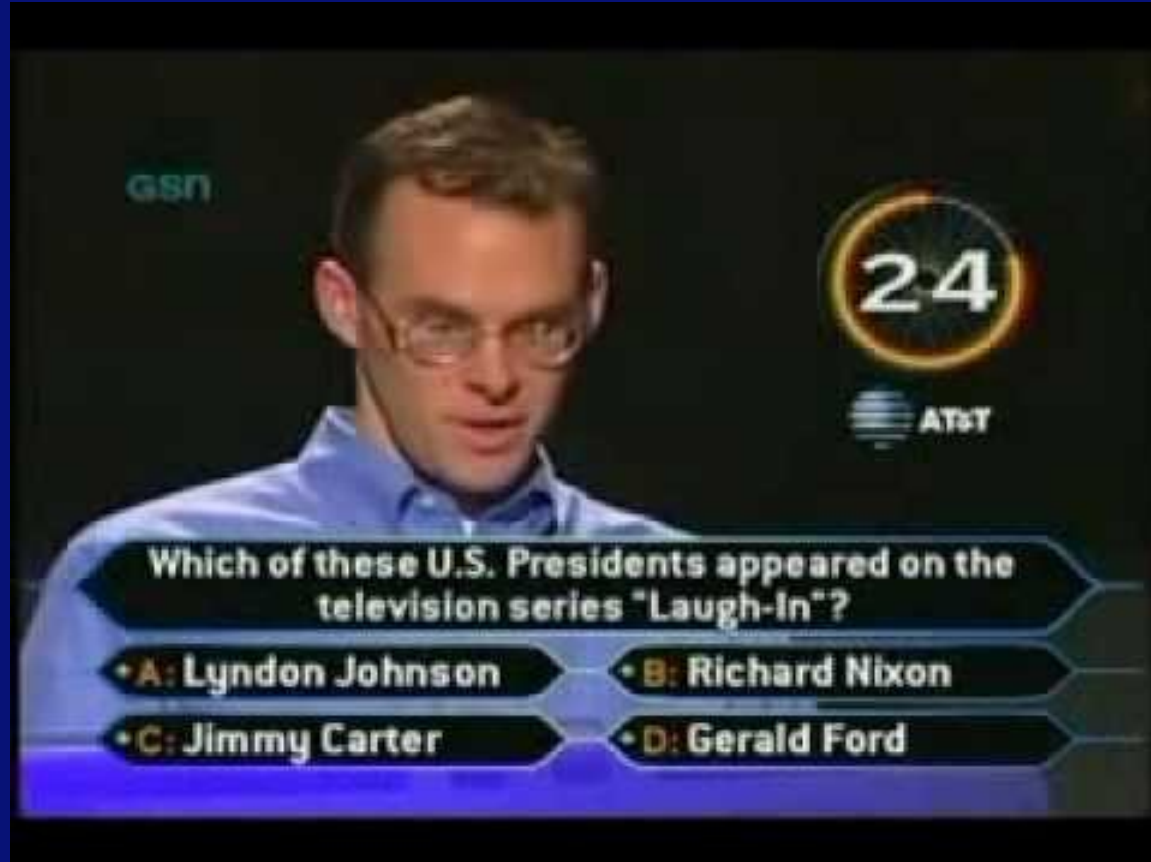 GSN
24
AT&T
Which of these U.S. Presidents appeared on the
television series "Laugh-In"?
A: Lyndon Johnson
B: Richard Nixon
C: Jimmy Carter
D: Gerald Ford